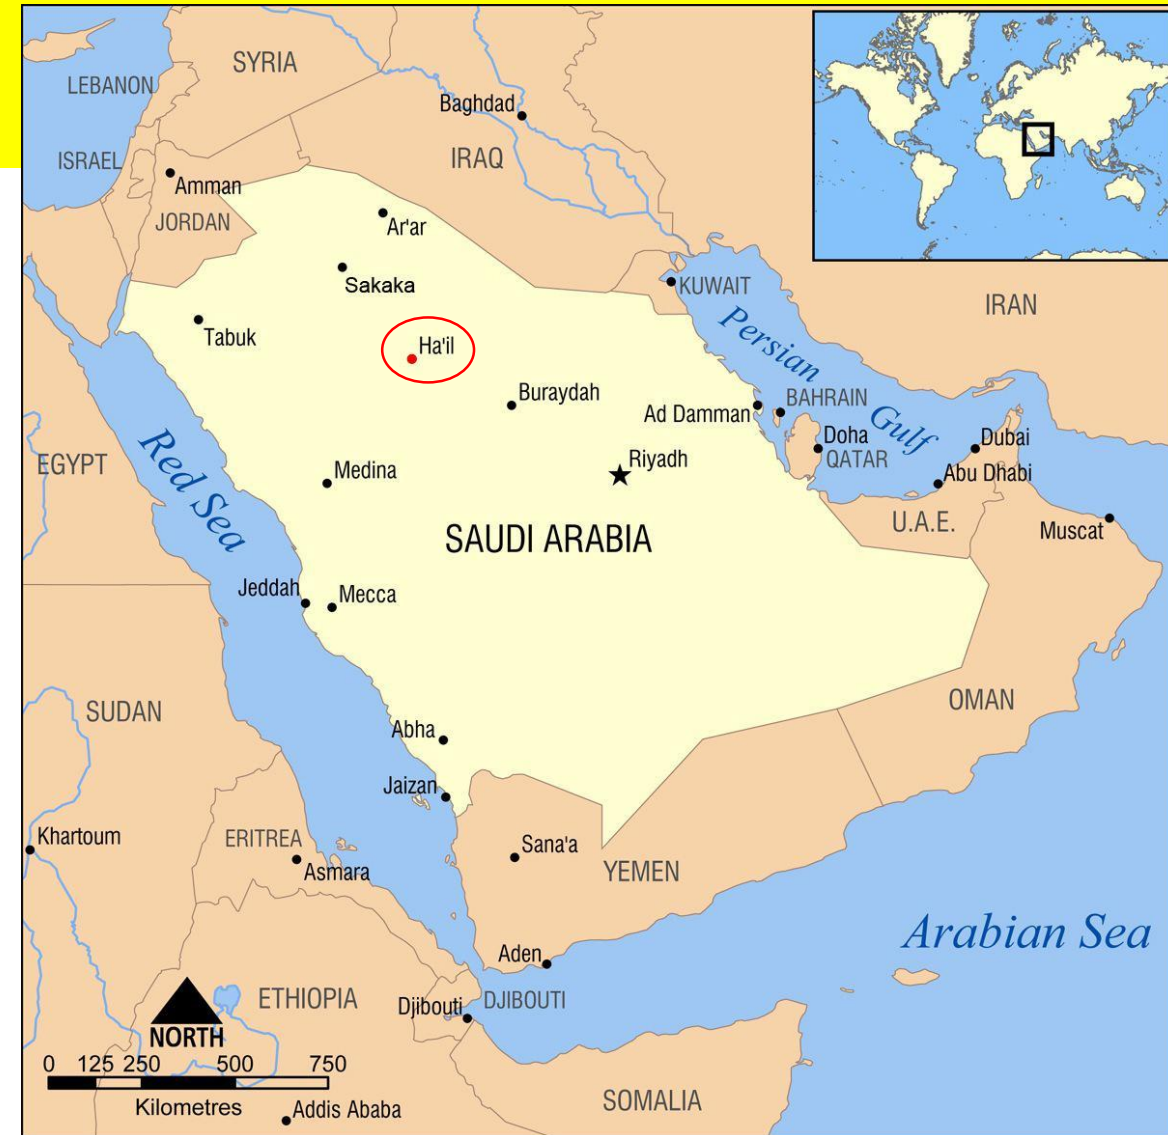 SYRIA
LEBANON
Baghdad
ISRAEL
IRAQ
Amman
JORDAN
Ar'ar
Sakaka
KUWAIT
IRAN
Tabuk
Ha'il
Persian
Gulf
Buraydah
Ad Damman
BAHRAIN
Doha
QATAR
Dubai
Abu Dhabi
EGYPT
Red Sea
Medina
Riyadh
U.A.E.
Muscat
SAUDI ARABIA
Jeddah
Mecca
SUDAN
OMAN
Abha
Jaizan
Khartoum
ERITREA
Asmara
Sana'a
YEMEN
Arabian Sea
Aden
ETHIOPIA
Djibouti
DJIBOUTI
NORTH
0 125 250 500 750
Kilometres
Addis Ababa
SOMALIA